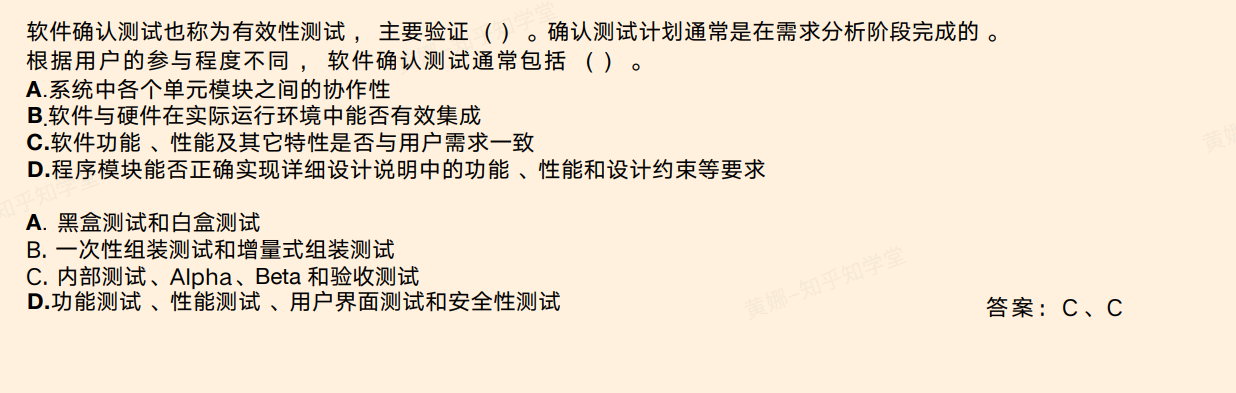 软件确认测试也称为有效性测试 ， 主要验证 （ ） 。确认测试计划通常是在需求分析阶段完成的 。
根据用户的参与程度不同 ， 软件确认测试通常包括 （ ） 。
A.系统中各个单元模块之间的协作性
B.软件与硬件在实际运行环境中能否有效集成
C.软件功能 、性能及其它特性是否与用户需求一致
D.程序模块能否正确实现详细设计说明中的功能 、性能和设计约束等要求
A. 黑盒测试和白盒测试
B. 一次性组装测试和增量式组装测试
C. 内部测试、Alpha、Beta 和验收测试
D.功能测试 、性能测试 、用户界面测试和安全性测试
答案： C 、C
黄娜-知乎知学堂